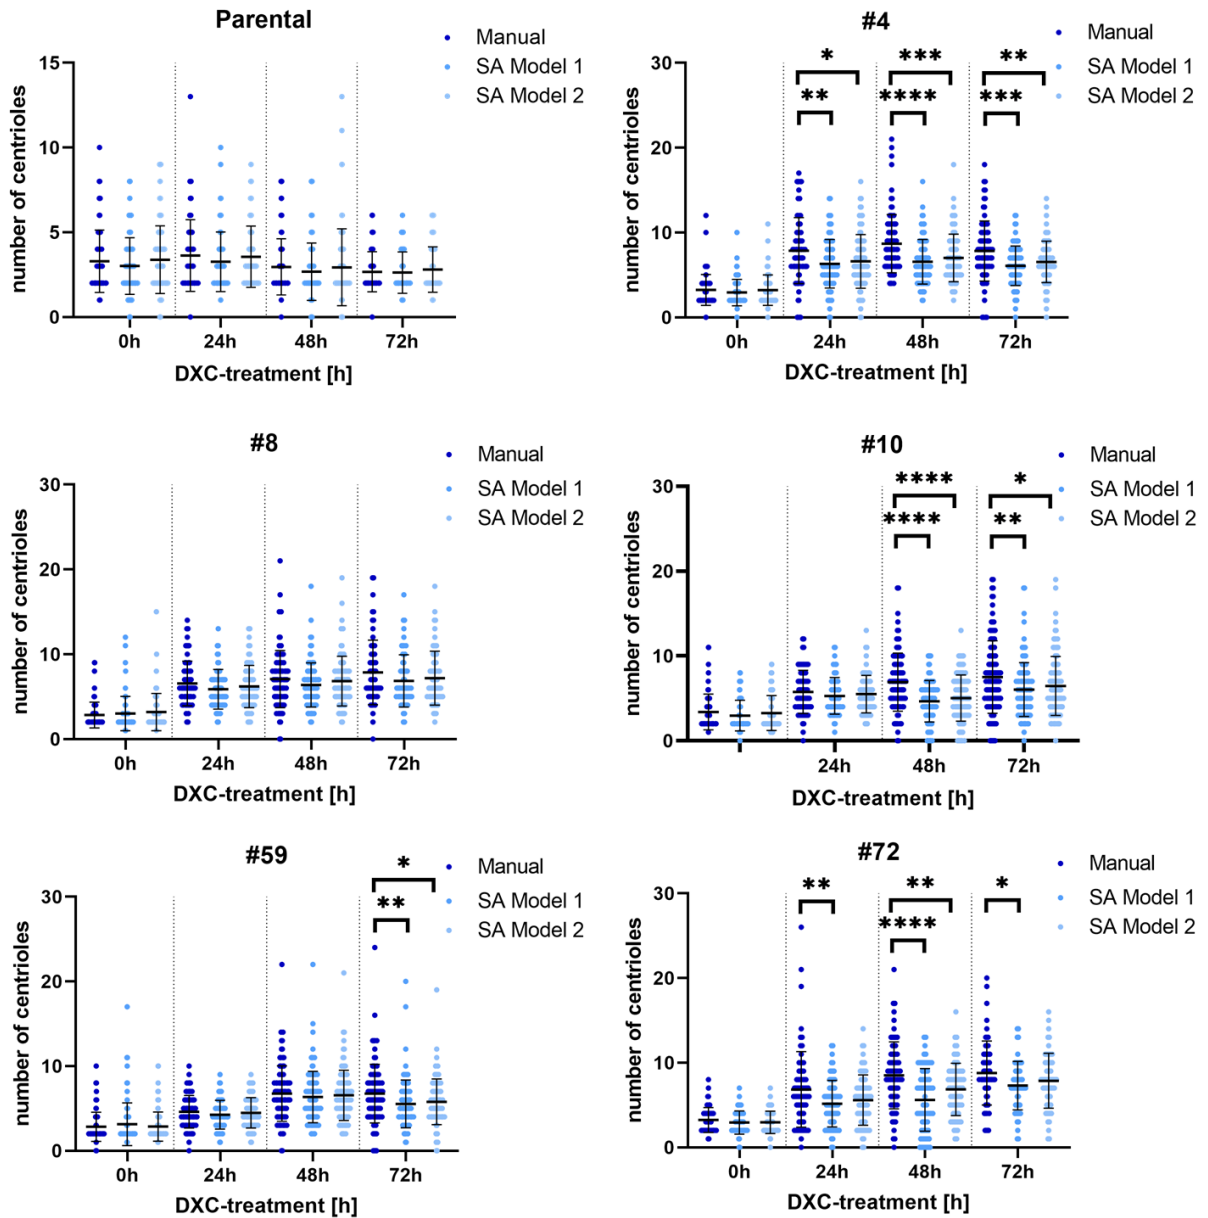 Parental
Manual
SA Model 1
SA Model 2
number of centrioles
15
10
5
0
0h 24h 48h 72h
DXC-treatment [h]
#4
Manual
SA Model 1
SA Model 2
number of centrioles
30
20
10
0
* *** **
** **** ***
0h 24h 48h 72h
DXC-treatment [h]
#8
Manual
SA Model 1
SA Model 2
number of centrioles
30
20
10
0
0h 24h 48h 72h
DXC-treatment [h]
#10
Manual
SA Model 1
SA Model 2
number of centrioles
30
20
10
0
**** *
**** **
0h 24h 48h 72h
DXC-treatment [h]
#59
Manual
SA Model 1
SA Model 2
number of centrioles
30
20
10
0
*
**
0h 24h 48h 72h
DXC-treatment [h]
#72
Manual
SA Model 1
SA Model 2
number of centrioles
30
20
10
0
** ** *
****
0h 24h 48h 72h
DXC-treatment [h]